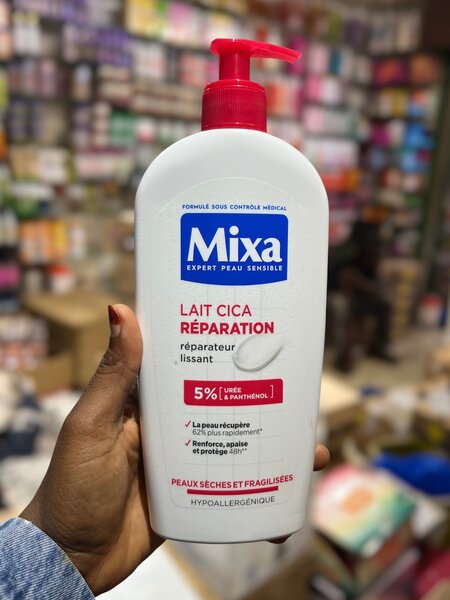 FORMULÉ SOUS CONTRÔLE MÉDICAL
Mixa
EXPERT PEAU SENSIBLE
LAIT CICA
RÉPARATION
réparateur
lissant
5% [ URÉE
& PANTHÉNOL ]
✓ La peau récupère
62% plus rapidement*
✓ Renforce, apaise
et protège 48h**
PEAUX SÈCHES ET FRAGILISÉES
HYPOALLERGÉNIQUE